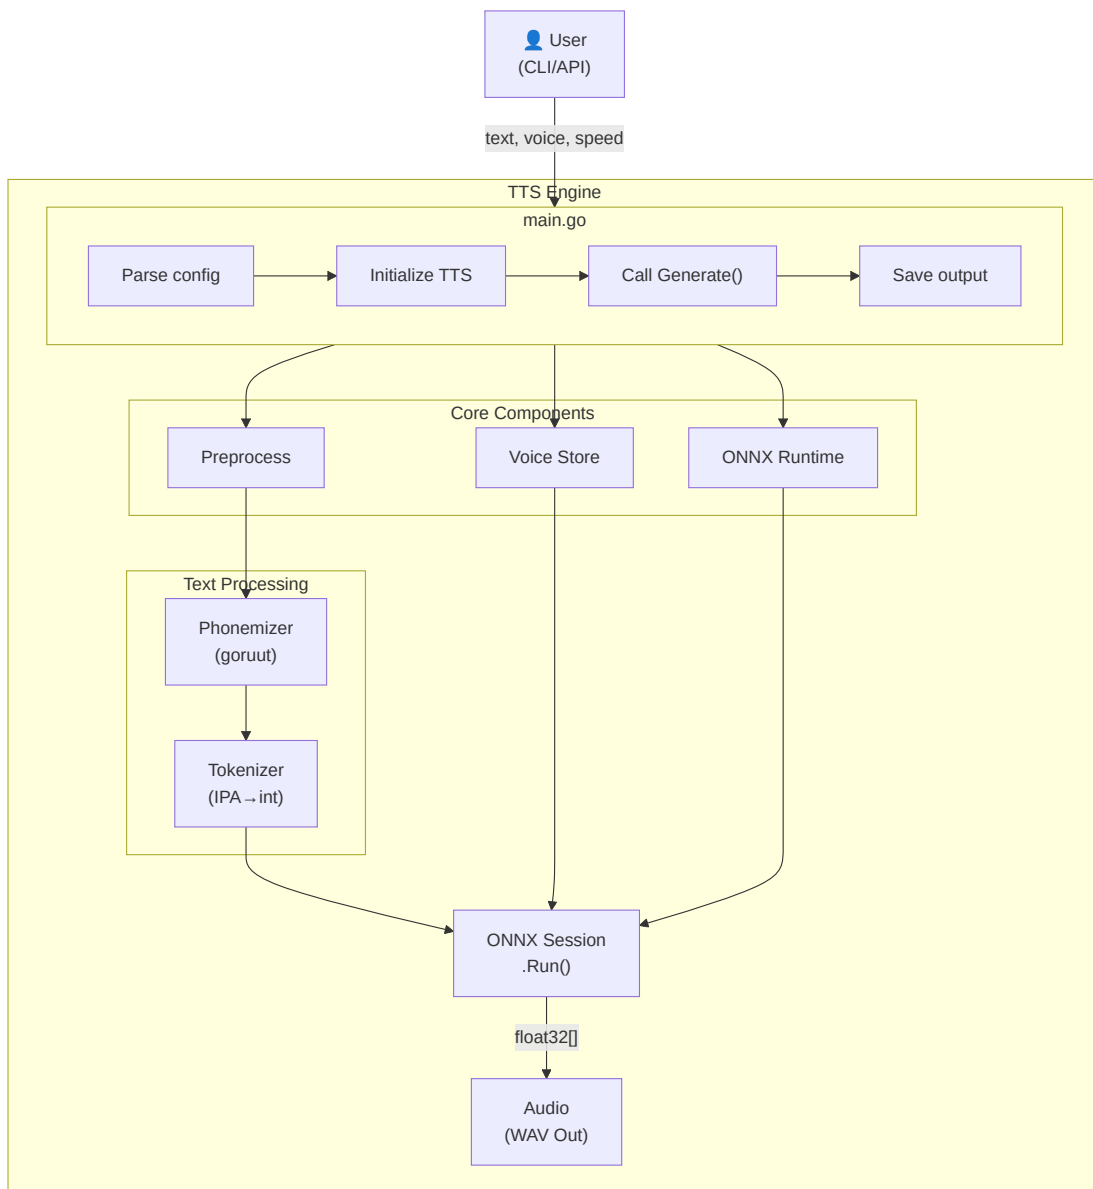 👤 User
(CLI/API)
text, voice, speed
TTS Engine
main.go
Parse config
Initialize TTS
Call Generate()
Save output
Core Components
Preprocess
Voice Store
ONNX Runtime
Text Processing
Phonemizer
(goruut)
Tokenizer
(IPA→int)
ONNX Session
.Run()
float32[]
Audio
(WAV Out)